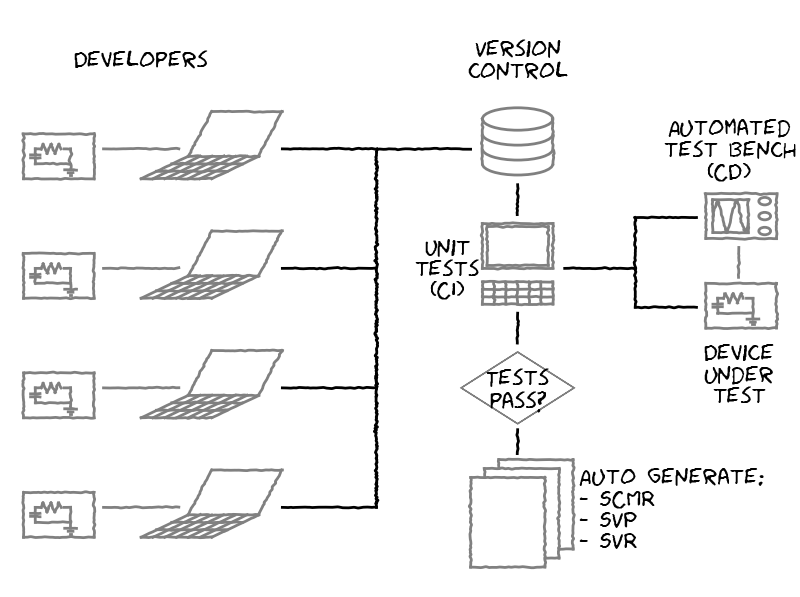 DEVELOPERS
VERSION
CONTROL
AUTOMATED
TEST BENCH
(CD)
UNIT
TESTS
(CI)
DEVICE
UNDER
TEST
TESTS
PASS?
AUTO GENERATE:
- SCMR
- SVP
- SVR